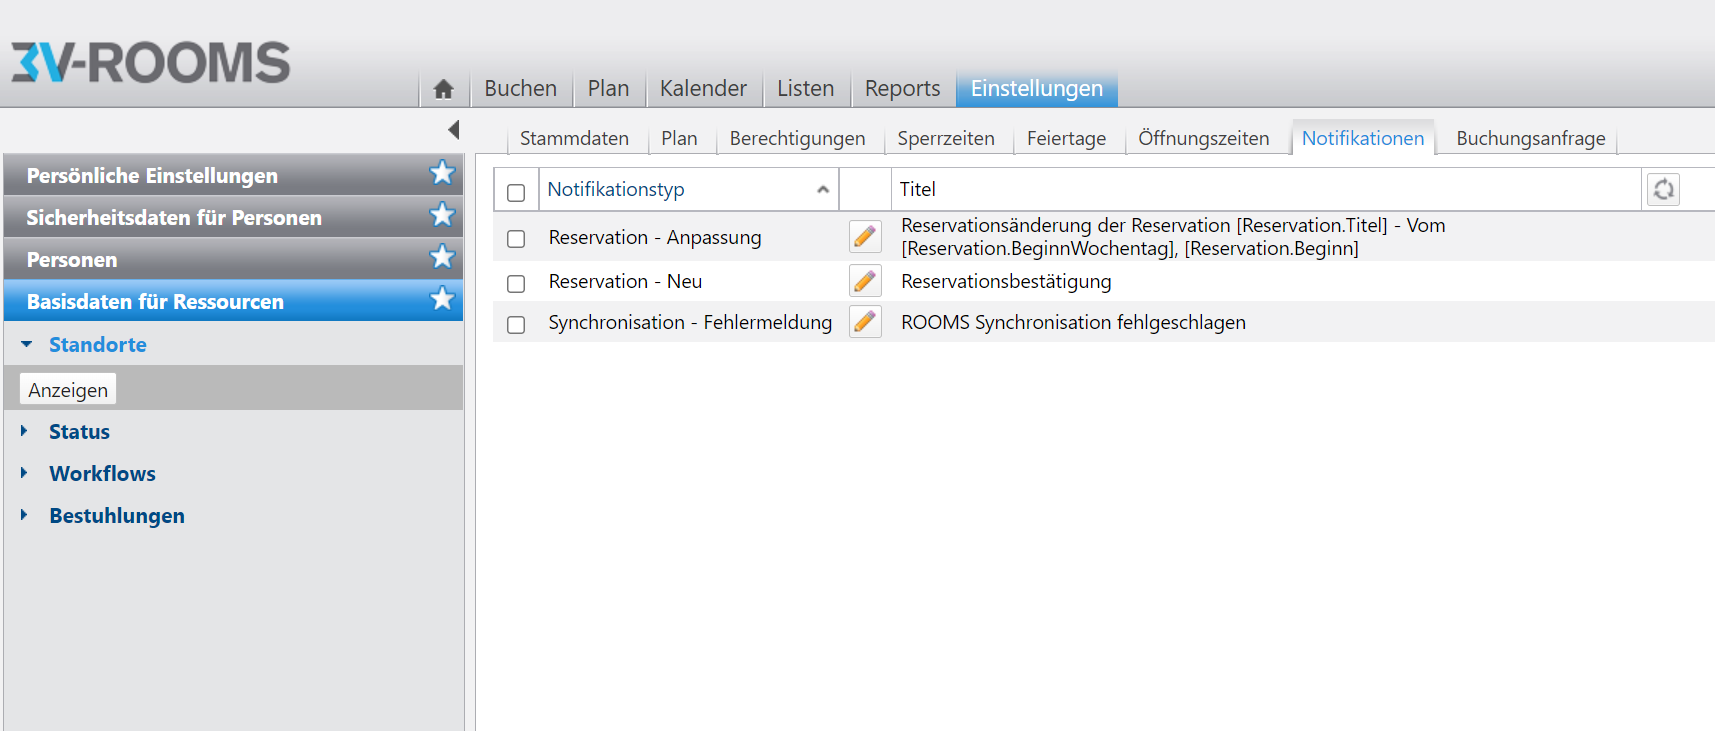 3V-ROOMS
Buchen Plan Kalender Listen Reports Einstellungen
Stammdaten Plan Berechtigungen Sperrzeiten Feiertage Öffnungszeiten Notifikationen Buchungsanfrage
Persönliche Einstellungen
Sicherheitsdaten für Personen
Personen
Basisdaten für Ressourcen
Standorte
Anzeigen
Status
Workflows
Bestuhlungen
Notifikationstyp Titel
Reservation - Anpassung Reservationsänderung der Reservation [Reservation.Titel] - Vom
[Reservation.BeginnWochentag], [Reservation.Beginn]
Reservation - Neu Reservationsbestätigung
Synchronisation - Fehlermeldung ROOMS Synchronisation fehlgeschlagen